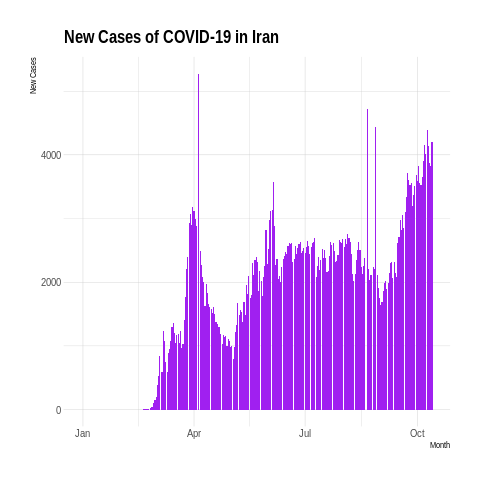 New Cases of COVID-19 in Iran
New Cases
4000
2000
0
Jan Apr Jul Oct
Month